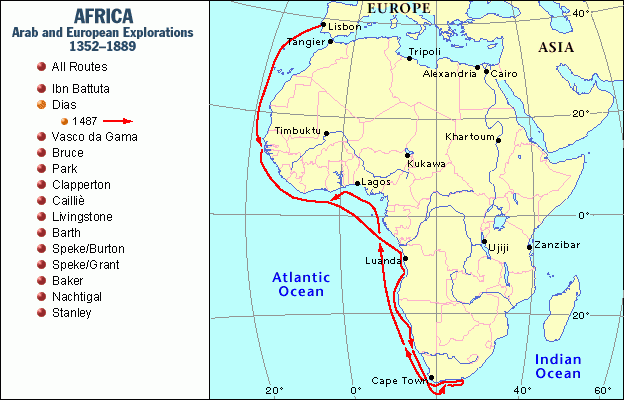 AFRICA
Arab and European Explorations
1352–1889
All Routes
Ibn Battuta
Dias
1487
Vasco da Gama
Bruce
Park
Clapperton
Cailliè
Livingstone
Barth
Speke/Burton
Speke/Grant
Baker
Nachtigal
Stanley
EUROPE
Lisbon
Tangier
Tripoli
ASIA
Alexandria
Cairo
20°
Timbuktu
Khartoum
Kukawa
Lagos
0°
Luanda
Ujiji
Zanzibar
Atlantic
Ocean
20°
Indian
Ocean
Cape Town
20°
0°
20°
40°
60°